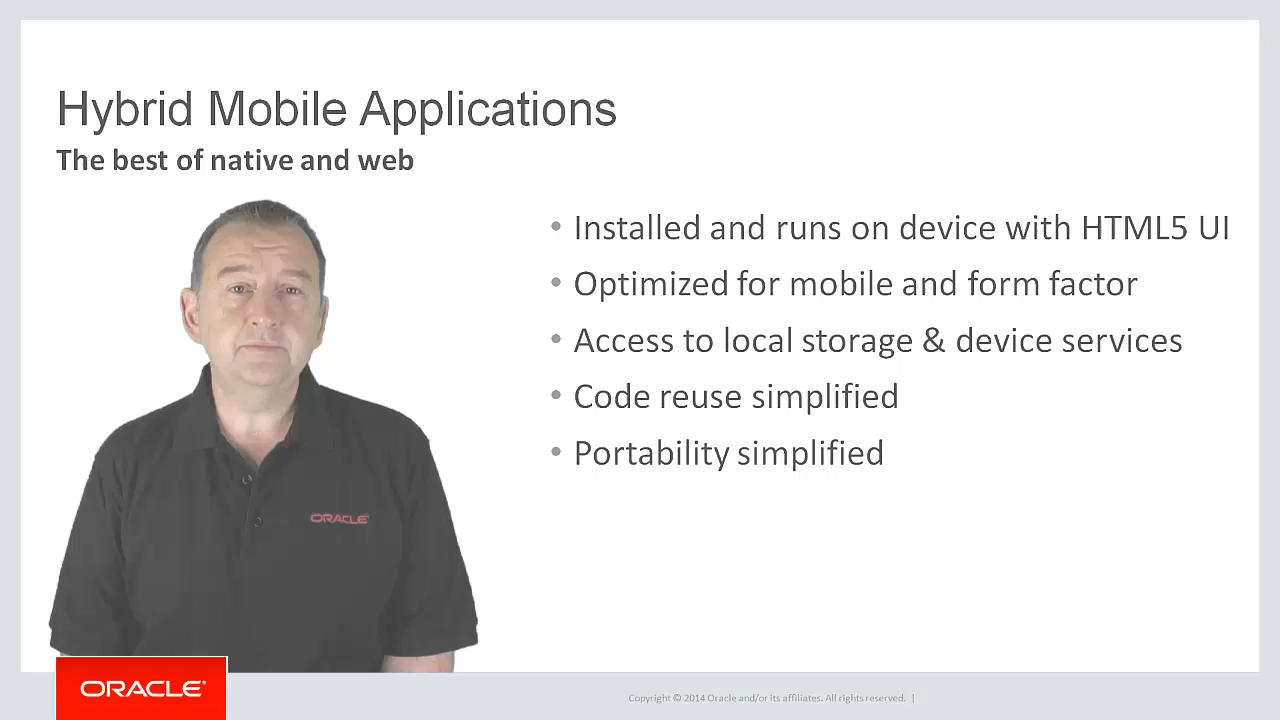 Hybrid Mobile Applications
The best of native and web
• Installed and runs on device with HTML5 UI
• Optimized for mobile and form factor
• Access to local storage & device services
• Code reuse simplified
• Portability simplified
ORACLE
ORACLE®
Copyright © 2014 Oracle and/or its affiliates. All rights reserved. |